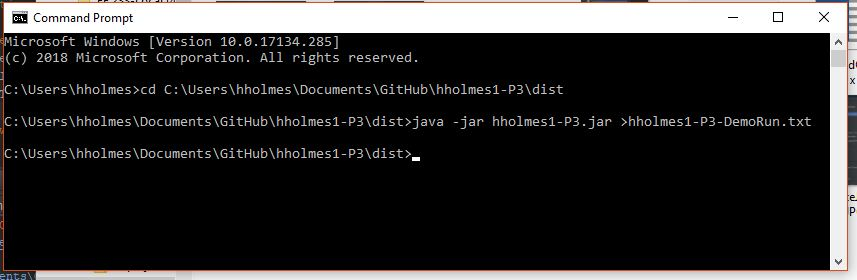 Command Prompt
Microsoft Windows [Version 10.0.17134.285]
(c) 2018 Microsoft Corporation. All rights reserved.
C:\Users\hholmes>cd C:\Users\hholmes\Documents\GitHub\hholmes1-P3\dist
C:\Users\hholmes\Documents\GitHub\hholmes1-P3\dist>java -jar hholmes1-P3.jar >hholmes1-P3-DemoRun.txt
C:\Users\hholmes\Documents\GitHub\hholmes1-P3\dist>